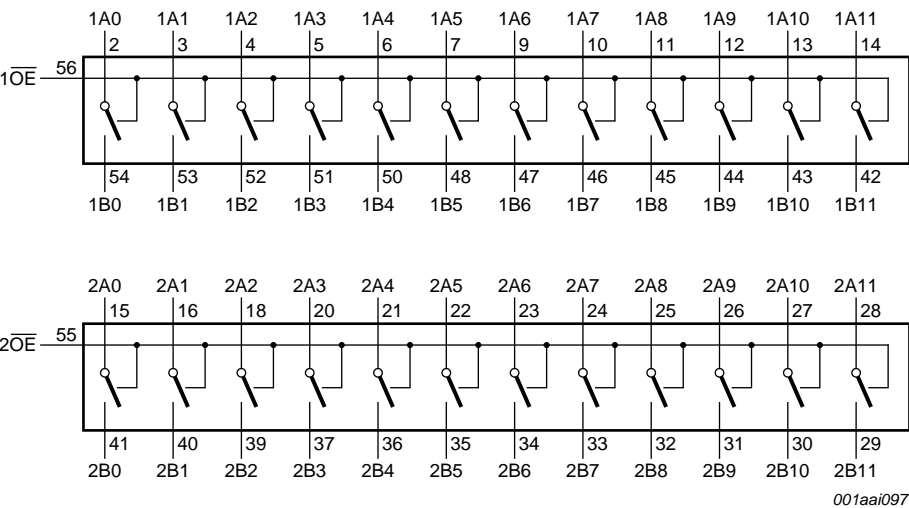 1A0 1A1 1A2 1A3 1A4 1A5 1A6 1A7 1A8 1A9 1A10 1A11
2 3 4 5 6 7 9 10 11 12 13 14
1O̅E̅ 56
54 53 52 51 50 48 47 46 45 44 43 42
1B0 1B1 1B2 1B3 1B4 1B5 1B6 1B7 1B8 1B9 1B10 1B11
2A0 2A1 2A2 2A3 2A4 2A5 2A6 2A7 2A8 2A9 2A10 2A11
15 16 18 20 21 22 23 24 25 26 27 28
2O̅E̅ 55
41 40 39 37 36 35 34 33 32 31 30 29
2B0 2B1 2B2 2B3 2B4 2B5 2B6 2B7 2B8 2B9 2B10 2B11
001aai097